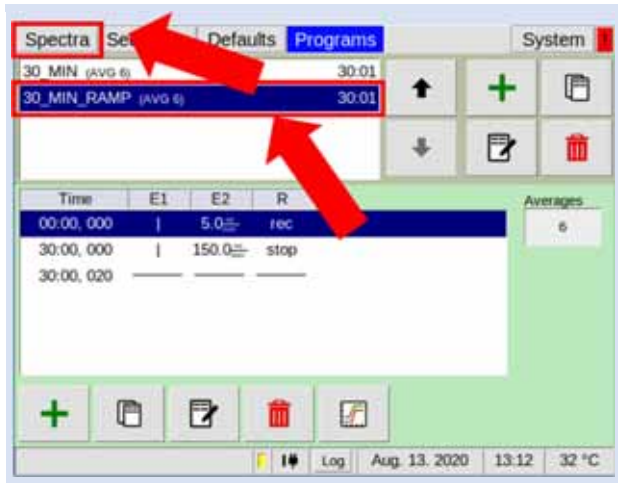 Spectra Se Defaults Programs System
30_MIN (AVG 6) 30:01
30_MIN_RAMP (AVG 6) 30:01
Time E1 E2 R Averages
00:00, 000 | 5.0 rec 6
30:00, 000 | 150.0 stop
30:00, 020
Log Aug. 13. 2020 13:12 32 °C